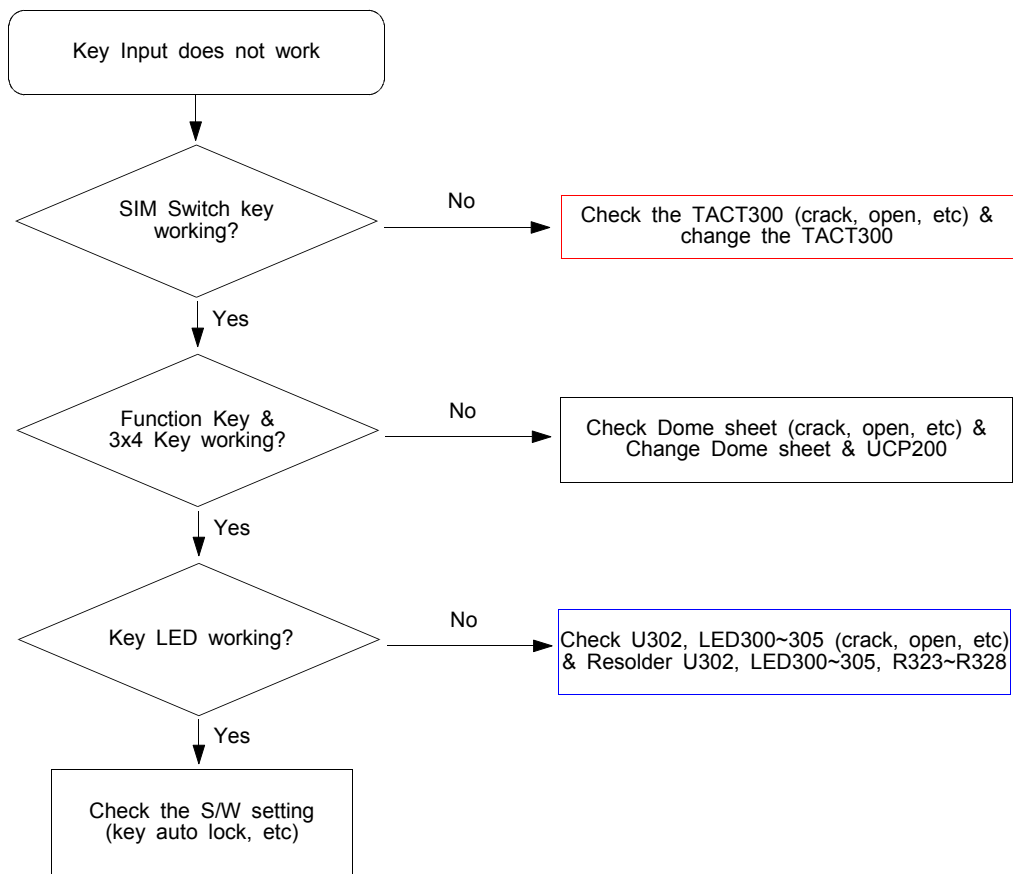 Key Input does not work
SIM Switch key
working?
No
Check the TACT300 (crack, open, etc) &
change the TACT300
Yes
Function Key &
3x4 Key working?
No
Check Dome sheet (crack, open, etc) &
Change Dome sheet & UCP200
Yes
Key LED working?
No
Check U302, LED300~305 (crack, open, etc)
& Resolder U302, LED300~305, R323~R328
Yes
Check the S/W setting
(key auto lock, etc)